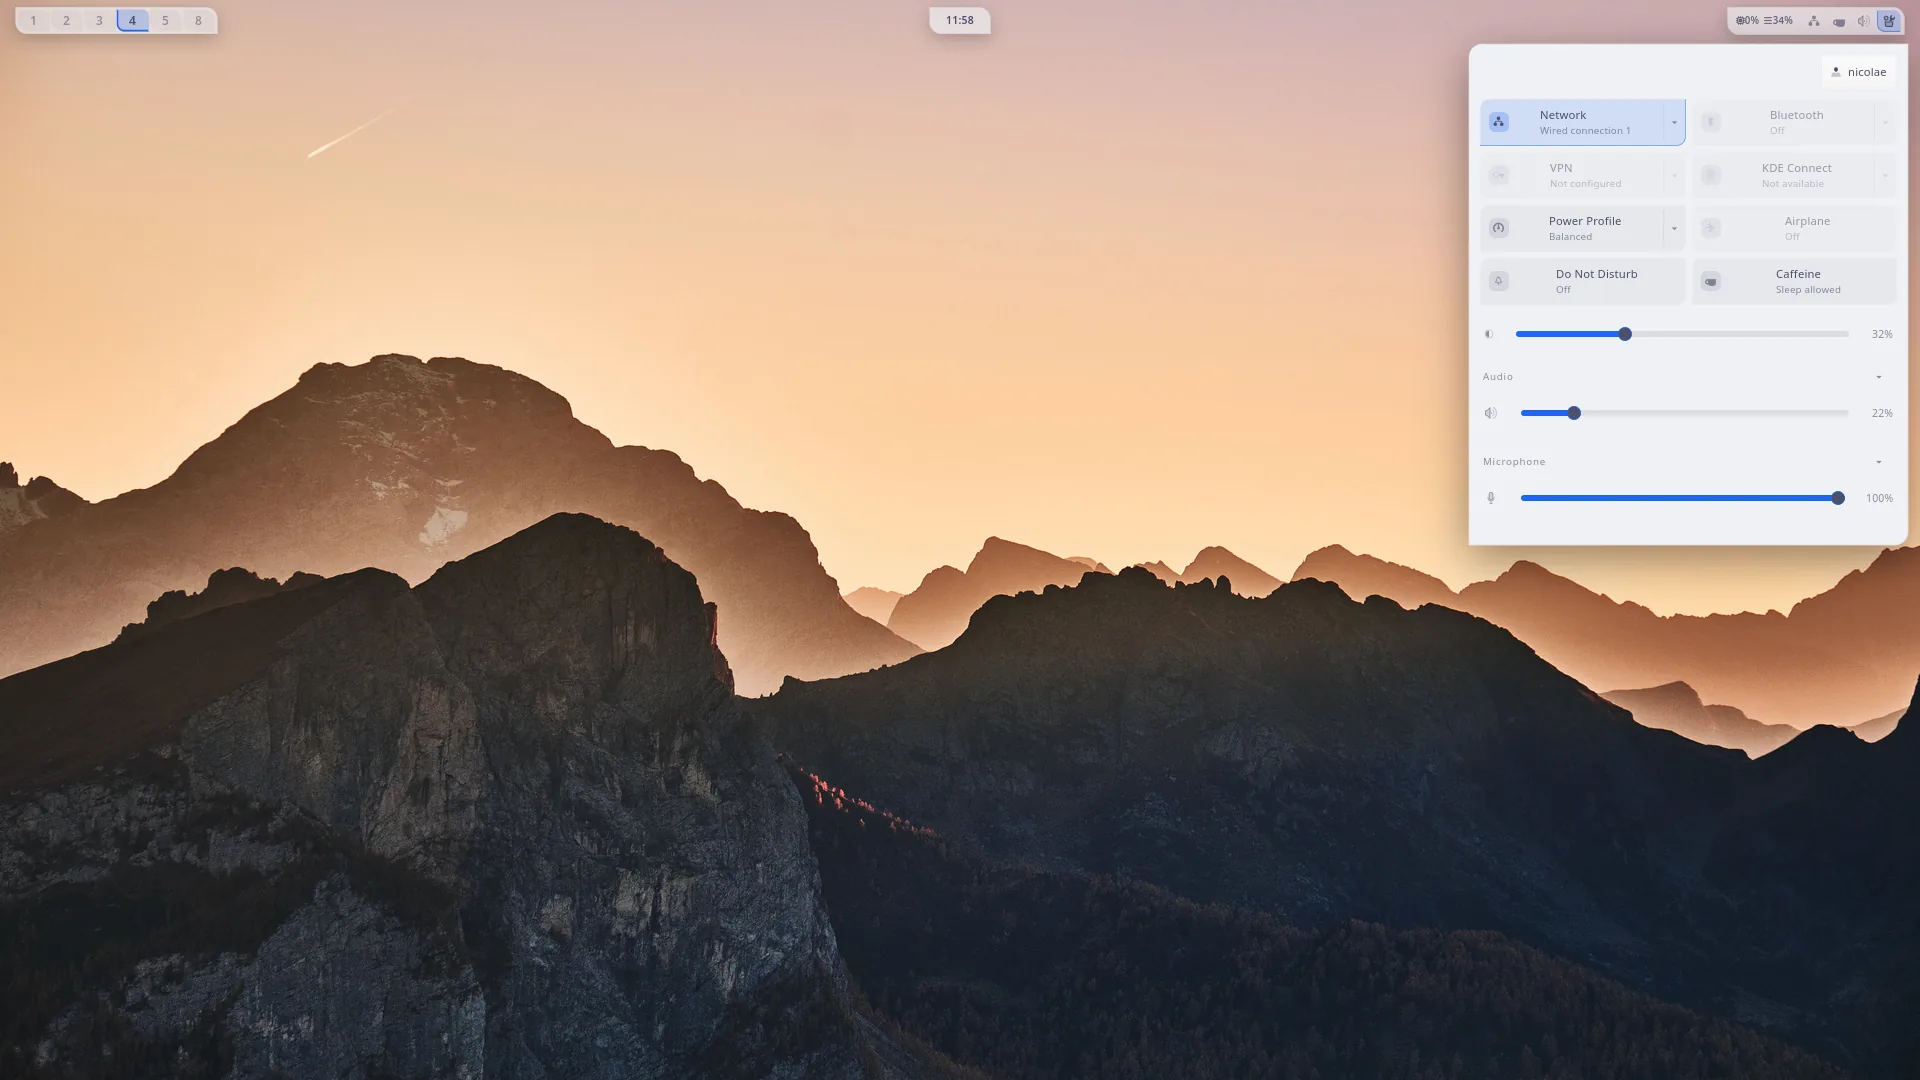 1 2 3 4 5 8
11:58
0% 34%
nicolae
Network
Wired connection 1
Bluetooth
Off
VPN
Not configured
KDE Connect
Not available
Power Profile
Balanced
Airplane
Off
Do Not Disturb
Off
Caffeine
Sleep allowed
32%
Audio
22%
Microphone
100%